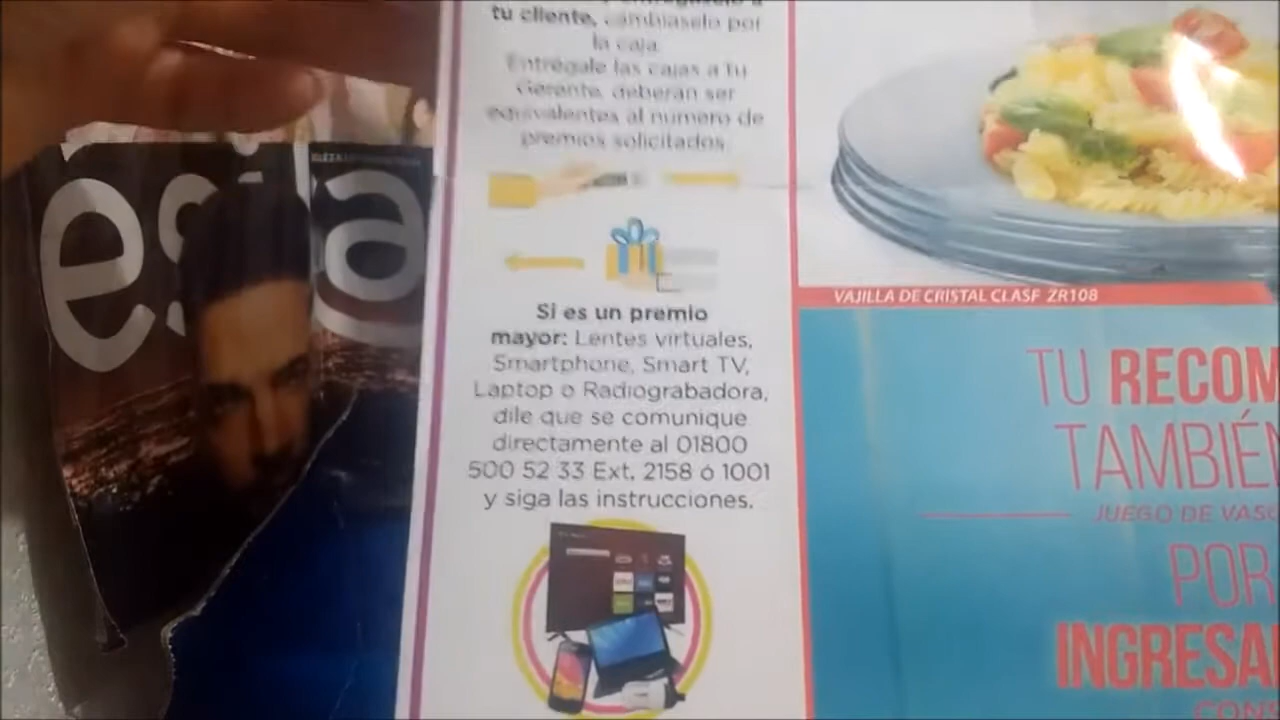 tu cliente, cámbiaselo por
la caja.
Entrégale las cajas a tu
Gerente, deberán ser
equivalentes al número de
premios solicitados.
Si es un premio
mayor: Lentes virtuales,
Smartphone, Smart TV,
Laptop o Radiograbadora,
dile que se comunique
directamente al 01800
500 52 33 Ext. 2158 ó 1001
y siga las instrucciones.
VAJILLA DE CRISTAL CLASF ZR108
TU RECOM
TAMBIÉN
JUEGO DE VASO
POR
INGRESA
CONS